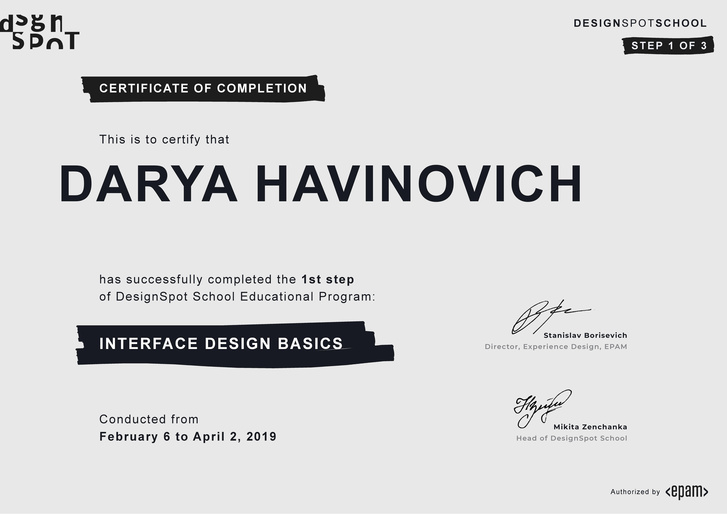 dsgn
SPOT
DESIGNSPOTSCHOOL
STEP 1 OF 3
CERTIFICATE OF COMPLETION
This is to certify that
DARYA HAVINOVICH
has successfully completed the 1st step
of DesignSpot School Educational Program:
INTERFACE DESIGN BASICS
Stanislav Borisevich
Director, Experience Design, EPAM
Mikita Zenchanka
Head of DesignSpot School
Conducted from
February 6 to April 2, 2019
Authorized by <epam>